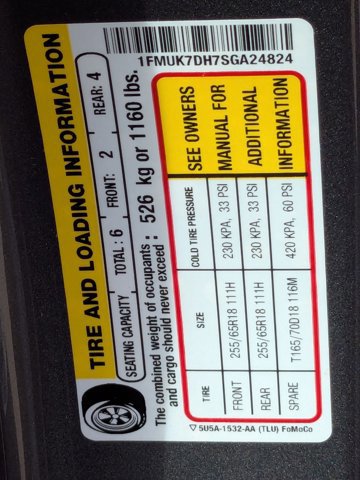 TIRE AND LOADING INFORMATION
SEATING CAPACITY TOTAL: 6 FRONT: 2 REAR: 4
The combined weight of occupants
and cargo should never exceed : 526 kg or 1160 lbs.
TIRE SIZE COLD TIRE PRESSURE SEE OWNERS
FRONT 255/65R18 111H 230 KPA, 33 PSI MANUAL FOR
REAR 255/65R18 111H 230 KPA, 33 PSI ADDITIONAL
SPARE T165/70D18 116M 420 KPA, 60 PSI INFORMATION
▽ 5U5A-1532-AA (TLU) FoMoCo
1FMUK7DH7SGA24824